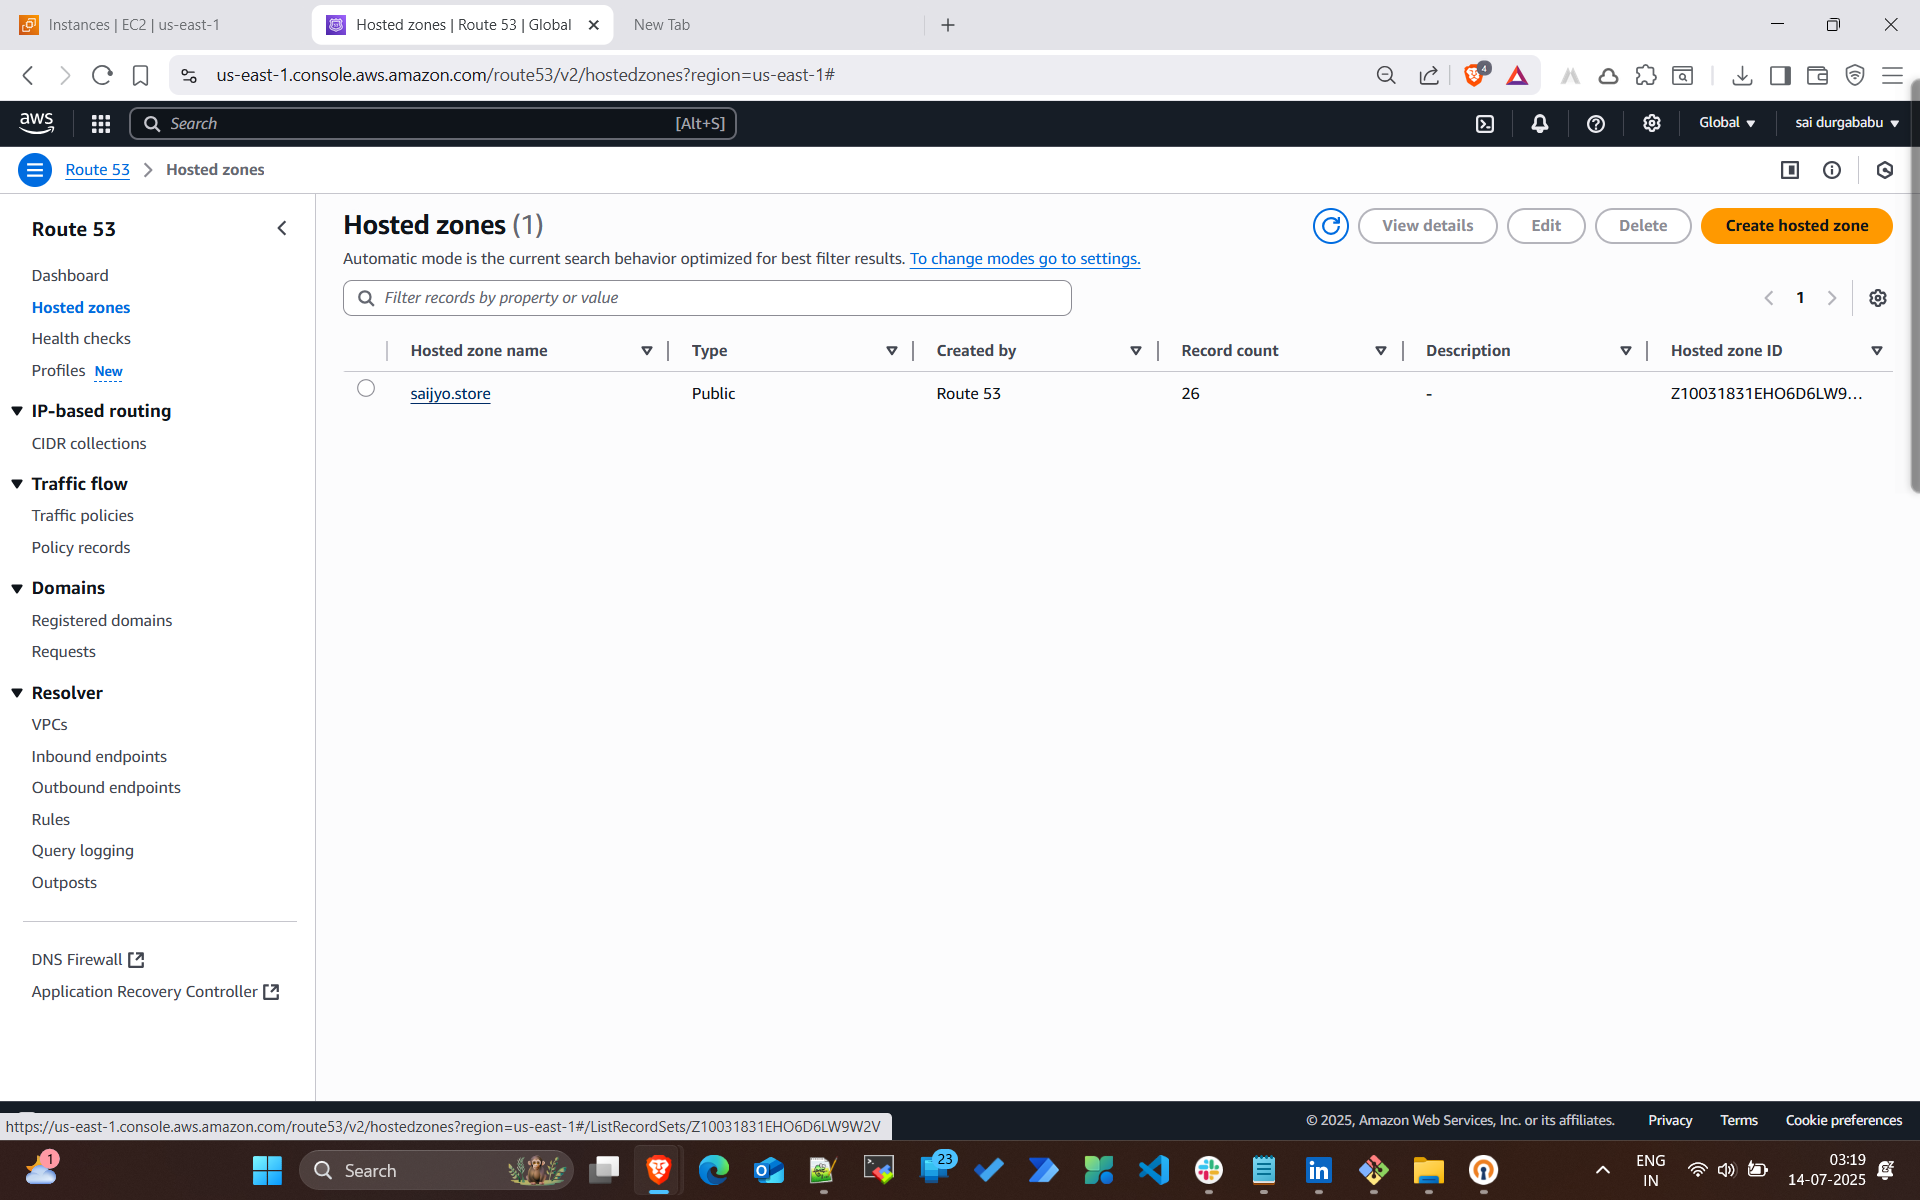 Instances | EC2 | us-east-1
Hosted zones | Route 53 | Global
New Tab
us-east-1.console.aws.amazon.com/route53/v2/hostedzones?region=us-east-1#
4
aws
Search
[Alt+S]
Global
sai durgababu
Route 53
Hosted zones
Route 53
Dashboard
Hosted zones
Health checks
Profiles New
IP-based routing
CIDR collections
Traffic flow
Traffic policies
Policy records
Domains
Registered domains
Requests
Resolver
VPCs
Inbound endpoints
Outbound endpoints
Rules
Query logging
Outposts
DNS Firewall
Application Recovery Controller
Hosted zones (1)
View details
Edit
Delete
Create hosted zone
Automatic mode is the current search behavior optimized for best filter results. To change modes go to settings.
Filter records by property or value
1
Hosted zone name Type Created by Record count Description Hosted zone ID
saijyo.store Public Route 53 26 - Z10031831EHO6D6LW9…
https://us-east-1.console.aws.amazon.com/route53/v2/hostedzones?region=us-east-1#/ListRecordSets/Z10031831EHO6D6LW9W2V
© 2025, Amazon Web Services, Inc. or its affiliates.
Privacy
Terms
Cookie preferences
1
Search
23
ENG
IN
03:19
14-07-2025